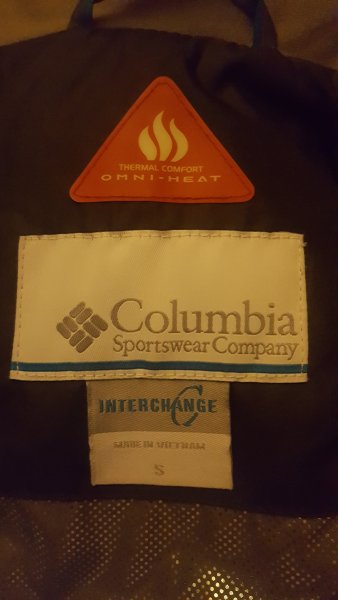 THERMAL COMFORT
OMNI-HEAT
Columbia
Sportswear Company
INTERCHANGE
MADE IN VIETNAM
S